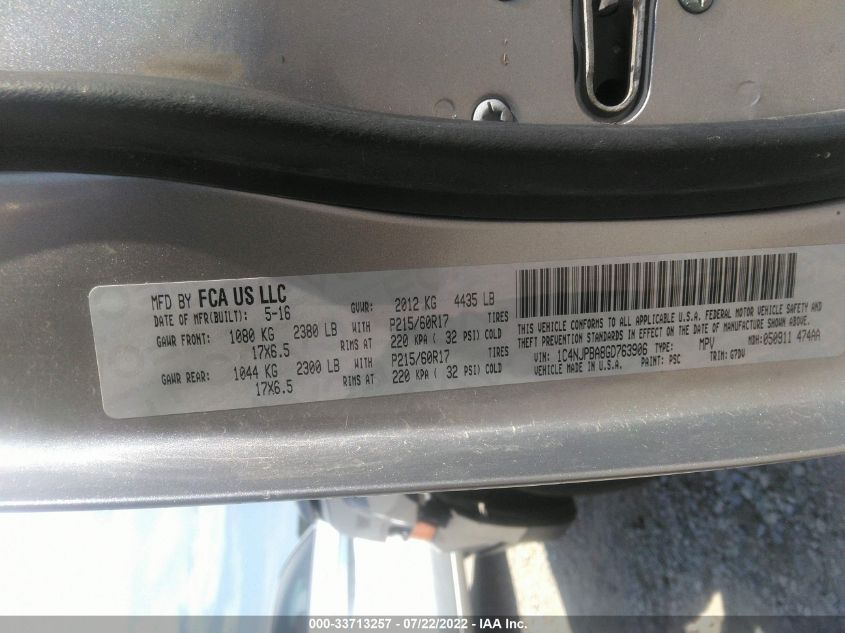 MFD BY FCA US LLC
DATE OF MFR(BUILT): 5-16 GVWR: 2012 KG 4435 LB
GAWR FRONT: 1080 KG 2380 LB WITH P215/60R17 TIRES
17X6.5 RIMS AT 220 KPA ( 32 PSI) COLD
GAWR REAR: 1044 KG 2300 LB WITH P215/60R17 TIRES
17X6.5 RIMS AT 220 KPA ( 32 PSI) COLD
THIS VEHICLE CONFORMS TO ALL APPLICABLE U.S.A. FEDERAL MOTOR VEHICLE SAFETY AND
THEFT PREVENTION STANDARDS IN EFFECT ON THE DATE OF MANUFACTURE SHOWN ABOVE.
VIN: 1C4NJPBA8GD763906 TYPE: MPV MDH: 050911 474AA
VEHICLE MADE IN U.S.A. PAINT: PSC TRIM: G7DV
000-33713257 - 07/22/2022 - IAA Inc.